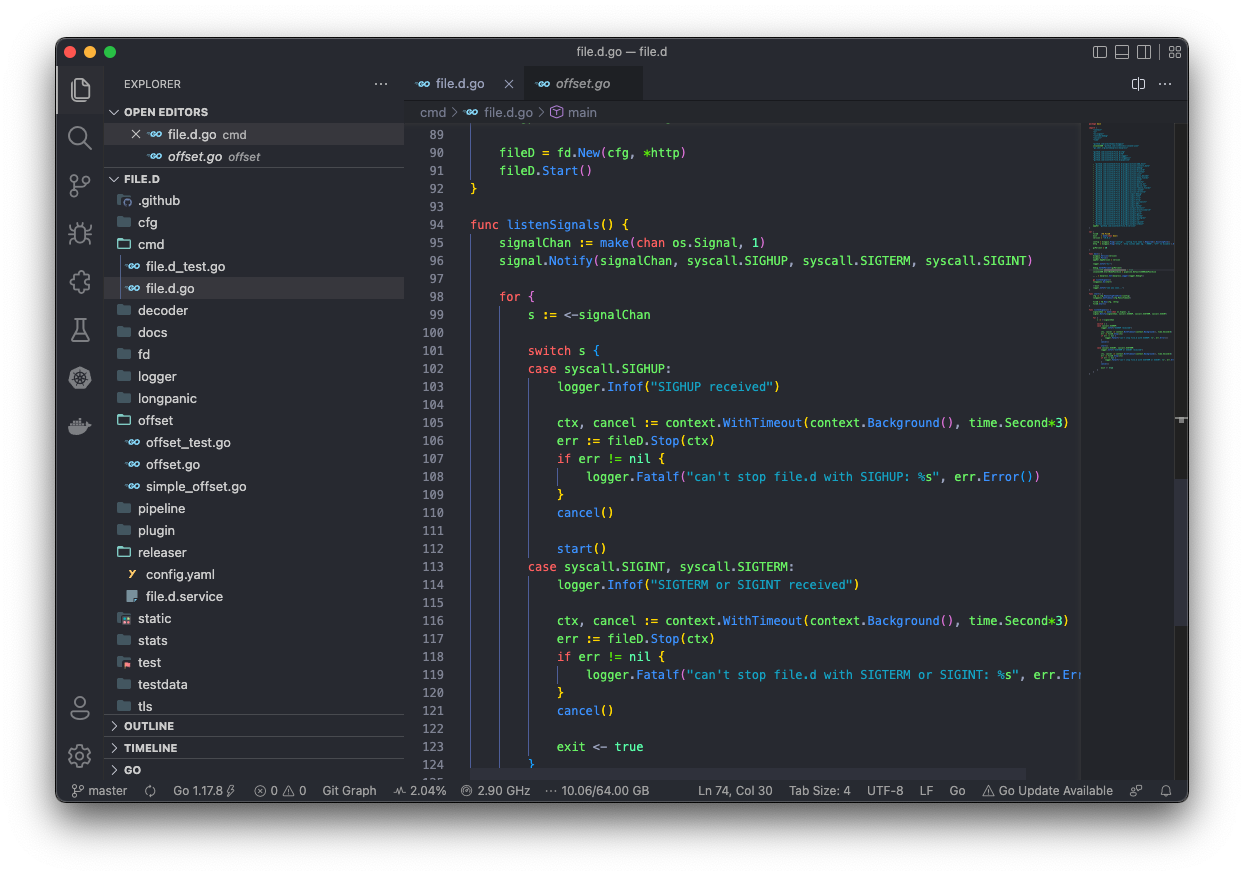 file.d.go — file.d
EXPLORER
OPEN EDITORS
file.d.go cmd
offset.go offset
FILE.D
.github
cfg
cmd
file.d_test.go
file.d.go
decoder
docs
fd
logger
longpanic
offset
offset_test.go
offset.go
simple_offset.go
pipeline
plugin
releaser
config.yaml
file.d.service
static
stats
test
testdata
tls
OUTLINE
TIMELINE
GO
file.d.go
offset.go
cmd > file.d.go > main
89
90 fileD = fd.New(cfg, *http)
91 fileD.Start()
92 }
93
94 func listenSignals() {
95 signalChan := make(chan os.Signal, 1)
96 signal.Notify(signalChan, syscall.SIGHUP, syscall.SIGTERM, syscall.SIGINT)
97
98 for {
99 s := <-signalChan
100
101 switch s {
102 case syscall.SIGHUP:
103 logger.Infof("SIGHUP received")
104
105 ctx, cancel := context.WithTimeout(context.Background(), time.Second*3)
106 err := fileD.Stop(ctx)
107 if err != nil {
108 logger.Fatalf("can't stop file.d with SIGHUP: %s", err.Error())
109 }
110 cancel()
111
112 start()
113 case syscall.SIGINT, syscall.SIGTERM:
114 logger.Infof("SIGTERM or SIGINT received")
115
116 ctx, cancel := context.WithTimeout(context.Background(), time.Second*3)
117 err := fileD.Stop(ctx)
118 if err != nil {
119 logger.Fatalf("can't stop file.d with SIGTERM or SIGINT: %s", err.Err
120 }
121 cancel()
122
123 exit <- true
124 }
master Go 1.17.8 0 0 Git Graph 2.04% 2.90 GHz 10.06/64.00 GB Ln 74, Col 30 Tab Size: 4 UTF-8 LF Go Go Update Available